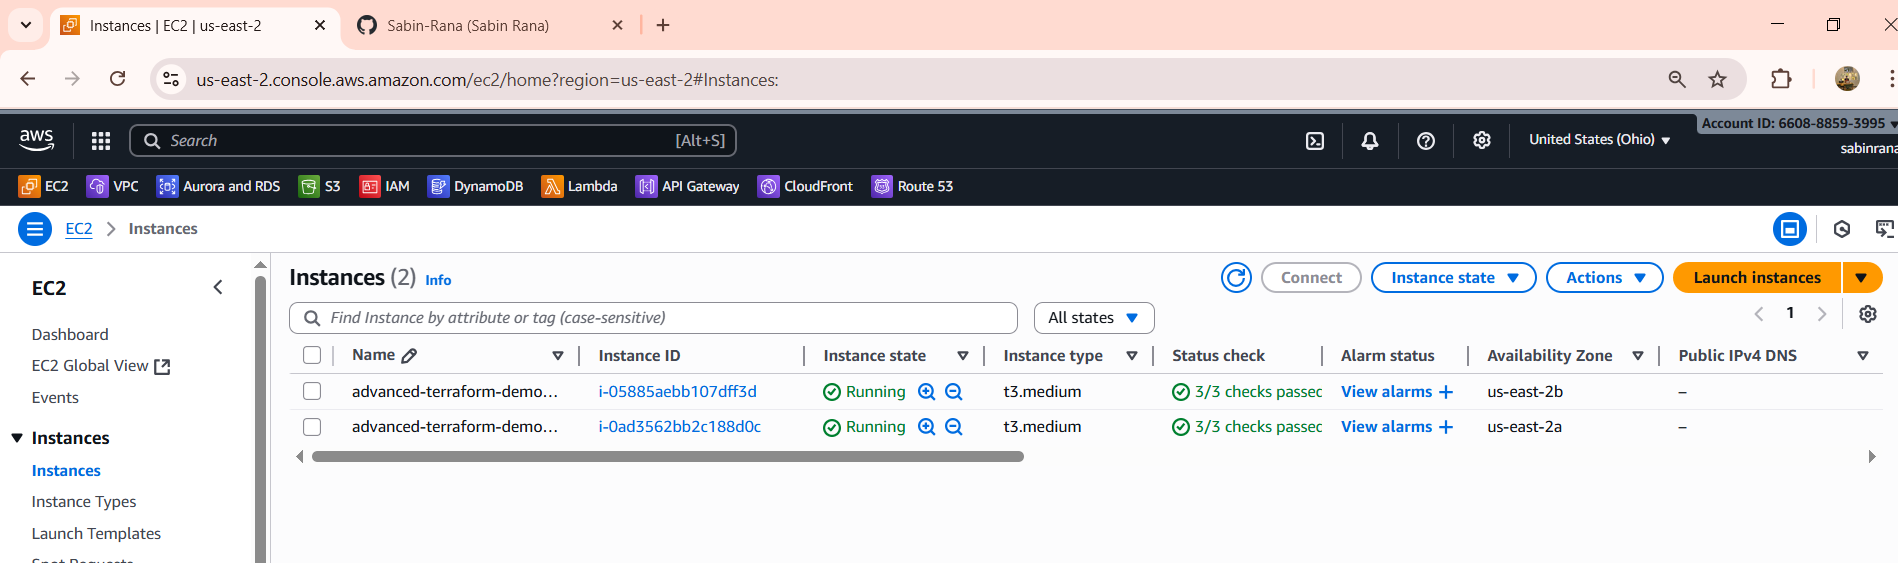 Instances | EC2 | us-east-2
Sabin-Rana (Sabin Rana)
us-east-2.console.aws.amazon.com/ec2/home?region=us-east-2#Instances:
aws
Search
[Alt+S]
United States (Ohio)
Account ID: 6608-8859-3995
sabinrana
EC2 VPC Aurora and RDS S3 IAM DynamoDB Lambda API Gateway CloudFront Route 53
EC2 > Instances
EC2
Dashboard
EC2 Global View
Events
Instances
Instances
Instance Types
Launch Templates
Spot Requests
Instances (2) Info
Connect
Instance state
Actions
Launch instances
Find Instance by attribute or tag (case-sensitive)
All states
1
Name Instance ID Instance state Instance type Status check Alarm status Availability Zone Public IPv4 DNS
advanced-terraform-demo… i-05885aebb107dff3d Running t3.medium 3/3 checks passed View alarms + us-east-2b –
advanced-terraform-demo… i-0ad3562bb2c188d0c Running t3.medium 3/3 checks passed View alarms + us-east-2a –